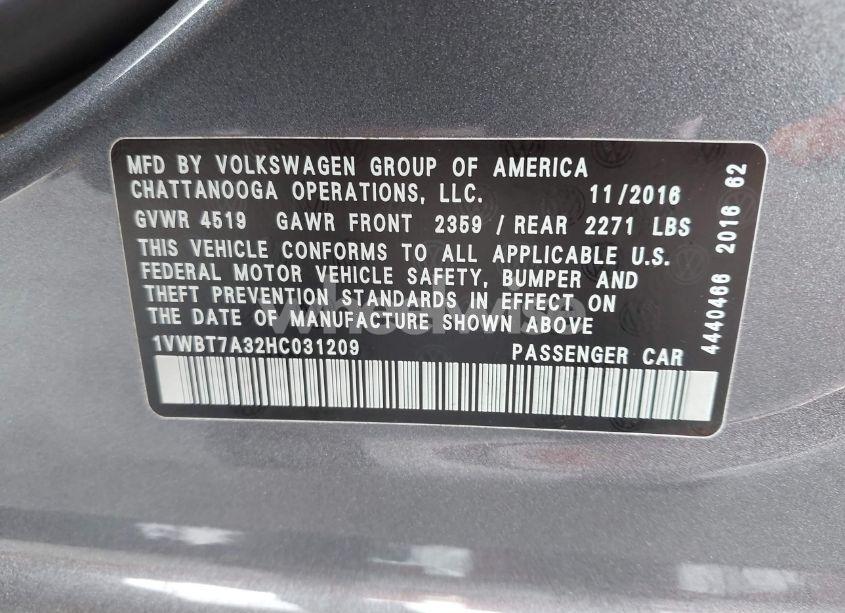 MFD BY VOLKSWAGEN GROUP OF AMERICA
CHATTANOOGA OPERATIONS, LLC. 11/2016
GVWR 4519 GAWR FRONT 2359 / REAR 2271 LBS
THIS VEHICLE CONFORMS TO ALL APPLICABLE U.S.
FEDERAL MOTOR VEHICLE SAFETY, BUMPER AND
THEFT PREVENTION STANDARDS IN EFFECT ON
THE DATE OF MANUFACTURE SHOWN ABOVE
1VWBT7A32HC031209 PASSENGER CAR
4440466 2016 62
wheelwise